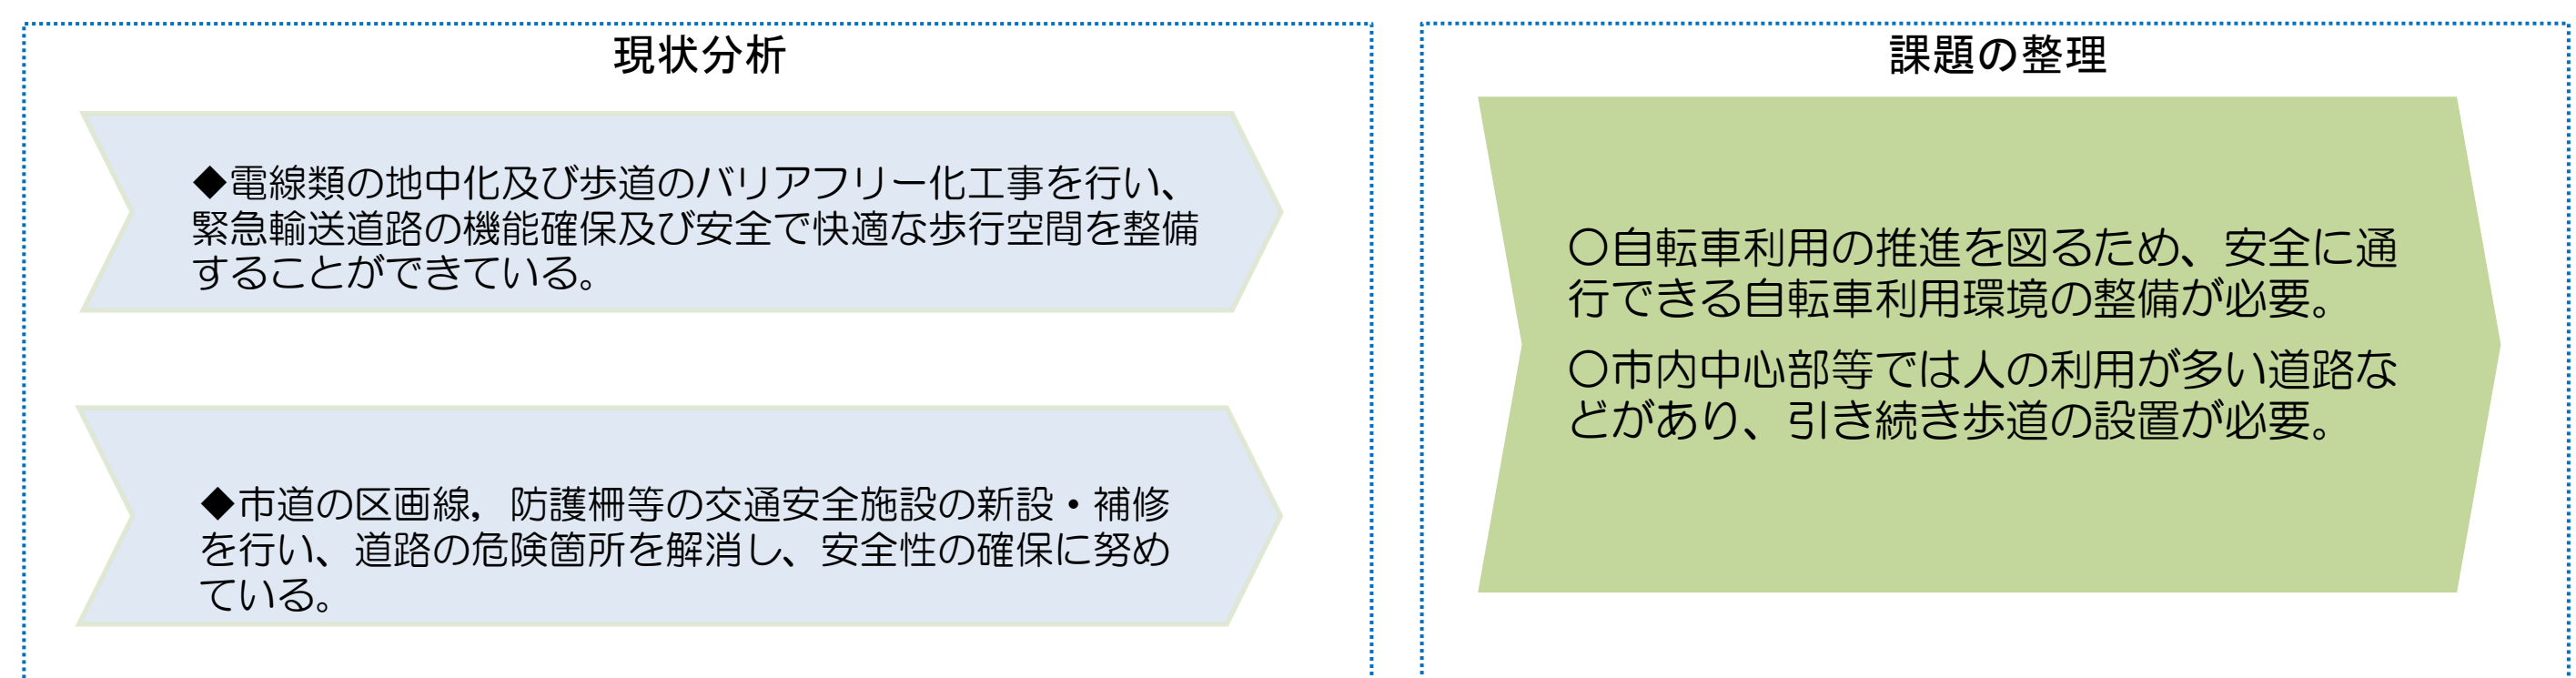 現状分析
◆電線類の地中化及び歩道のバリアフリー化工事を行い、
緊急輸送道路の機能確保及び安全で快適な歩行空間を整備
することができている。
◆市道の区画線，防護柵等の交通安全施設の新設・補修
を行い、道路の危険箇所を解消し、安全性の確保に努め
ている。
課題の整理
○自転車利用の推進を図るため、安全に通
行できる自転車利用環境の整備が必要。
○市内中心部等では人の利用が多い道路な
どがあり、引き続き歩道の設置が必要。